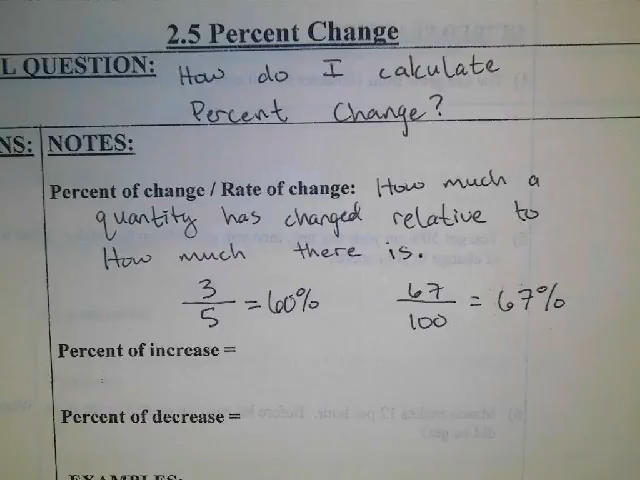 2.5 Percent Change
L QUESTION: How do I calculate
Percent Change?
NS: NOTES:
Percent of change / Rate of change: How much a
quantity has changed relative to
How much there is.
3/5 = 60% 67/100 = 67%
Percent of increase =
Percent of decrease =
EXAMPLES: